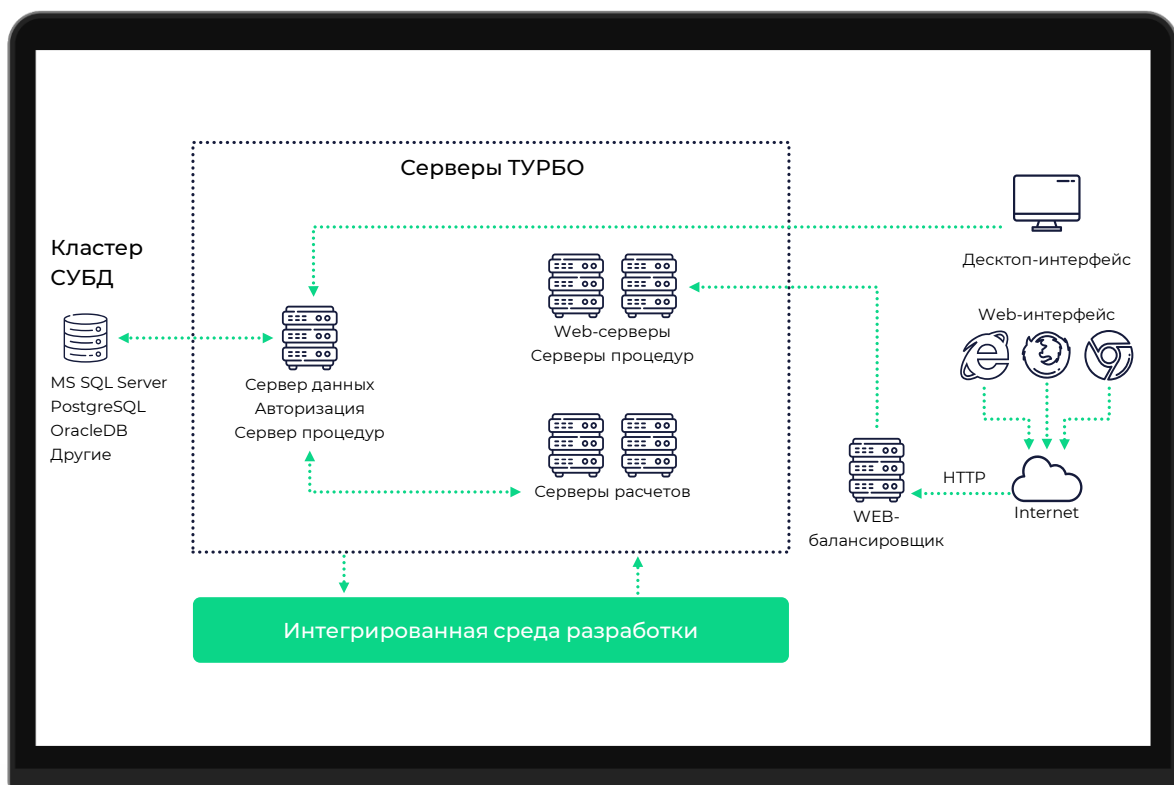 Серверы ТУРБО
Кластер
СУБД
MS SQL Server
PostgreSQL
OracleDB
Другие
Сервер данных
Авторизация
Сервер процедур
Web-серверы
Серверы процедур
Серверы расчетов
Десктоп-интерфейс
Web-интерфейс
HTTP
Internet
WEB-
балансировщик
Интегрированная среда разработки